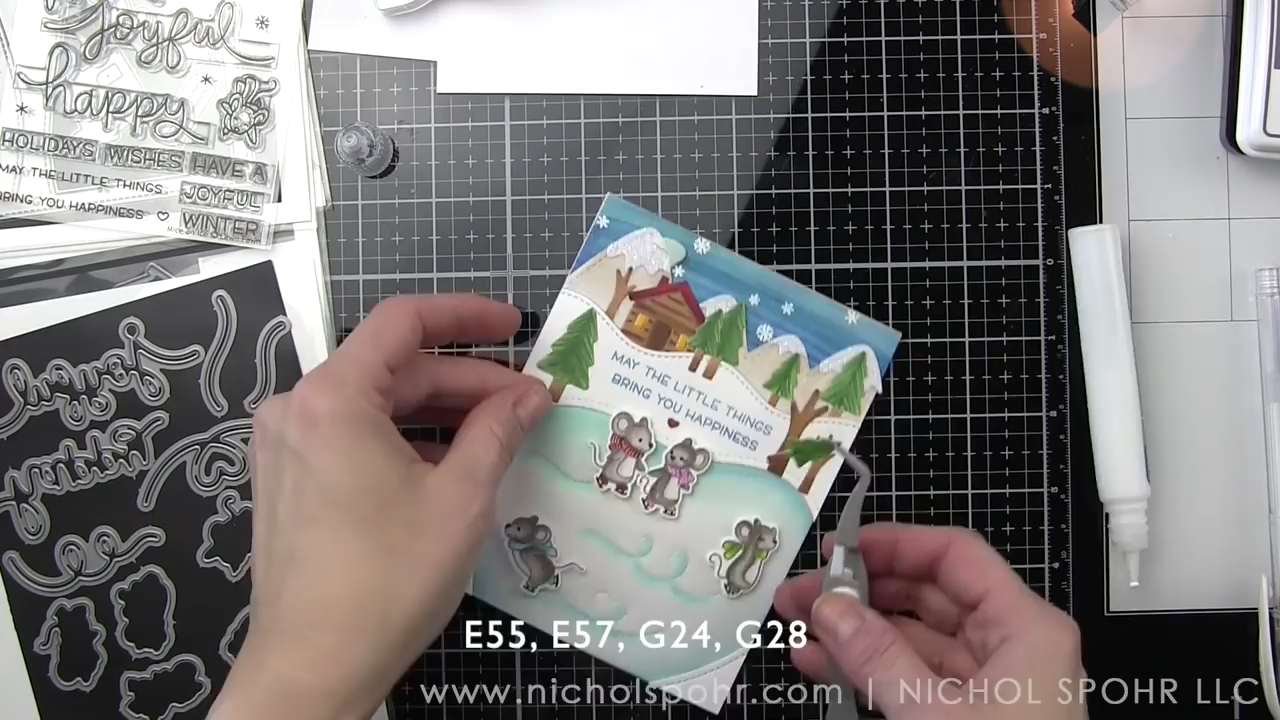 joyful
happy
HOLIDAYS WISHES HAVE A
MAY THE LITTLE THINGS JOYFUL
BRING YOU HAPPINESS WINTER
MAY THE LITTLE THINGS
BRING YOU HAPPINESS
E55, E57, G24, G28
www.nicholspohr.com | NICHOL SPOHR LLC